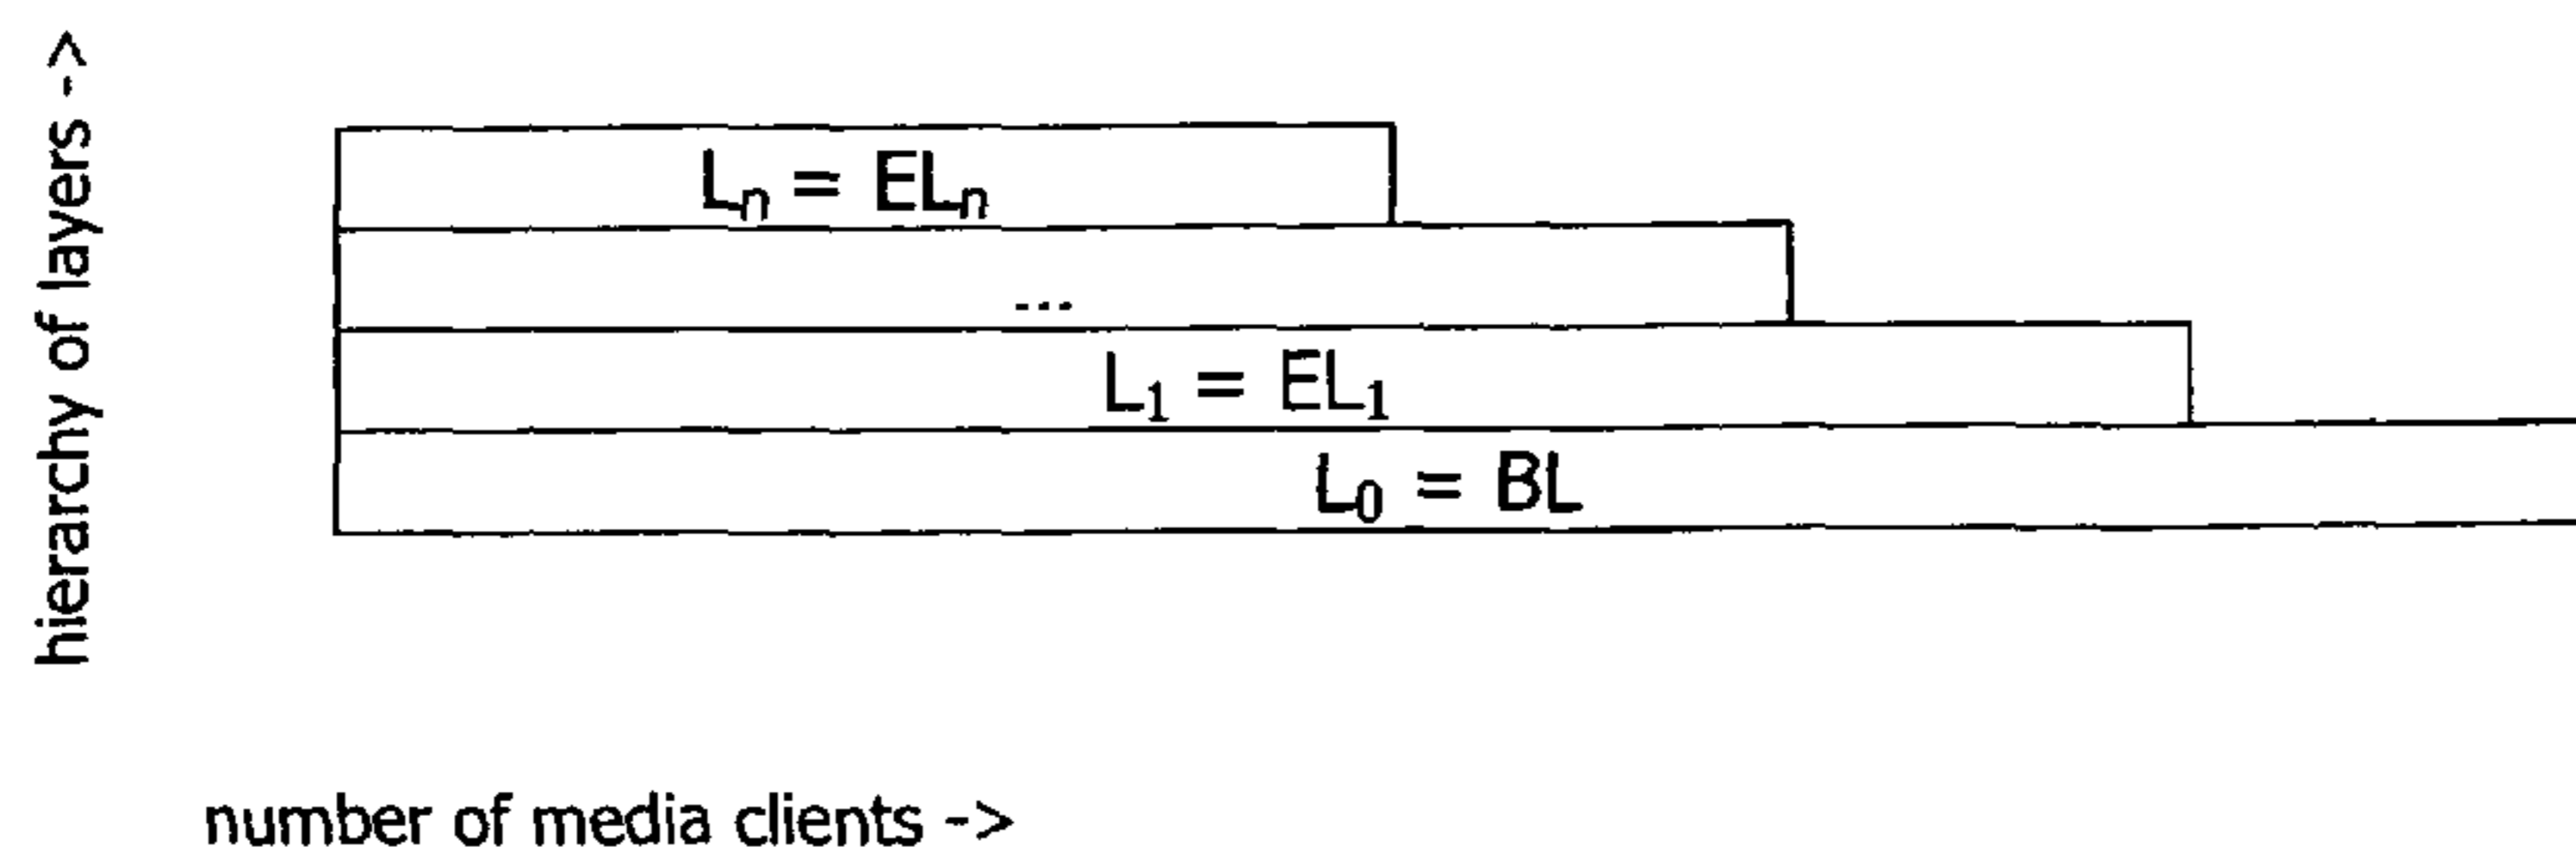 hierarchy of layers ->
Lₙ = ELₙ
...
L₁ = EL₁
L₀ = BL
number of media clients ->